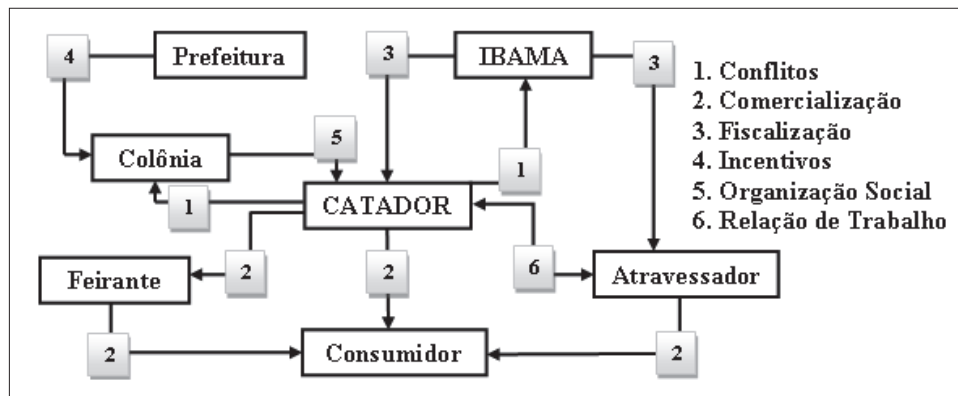 Prefeitura
IBAMA
4
3
3
1. Conflitos
2. Comercialização
3. Fiscalização
4. Incentivos
5. Organização Social
6. Relação de Trabalho
Colônia
5
1
1
CATADOR
Feirante
2
2
6
Atravessador
2
Consumidor
2